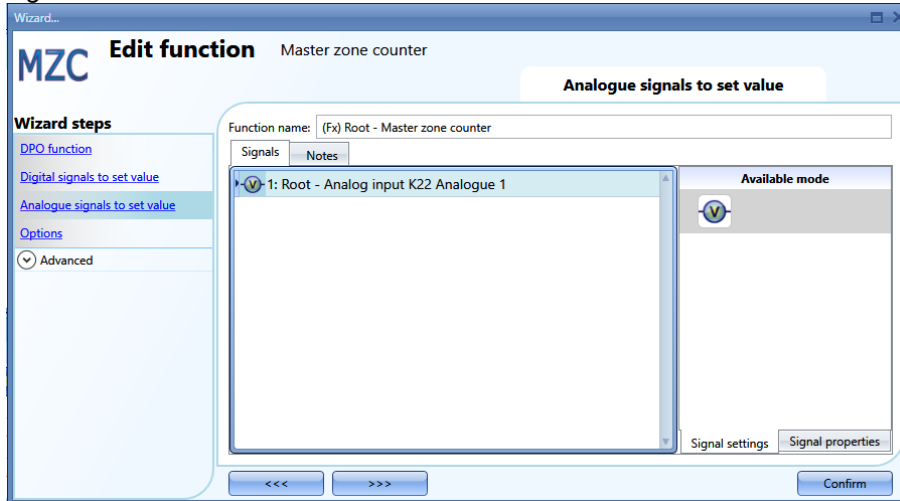 Wizard...
MZC Edit function Master zone counter
Analogue signals to set value
Wizard steps
DPO function
Digital signals to set value
Analogue signals to set value
Options
Advanced
Function name: (Fx) Root - Master zone counter
Signals Notes
V 1: Root - Analog input K22 Analogue 1
Available mode
V
Signal settings Signal properties
<<< >>> Confirm